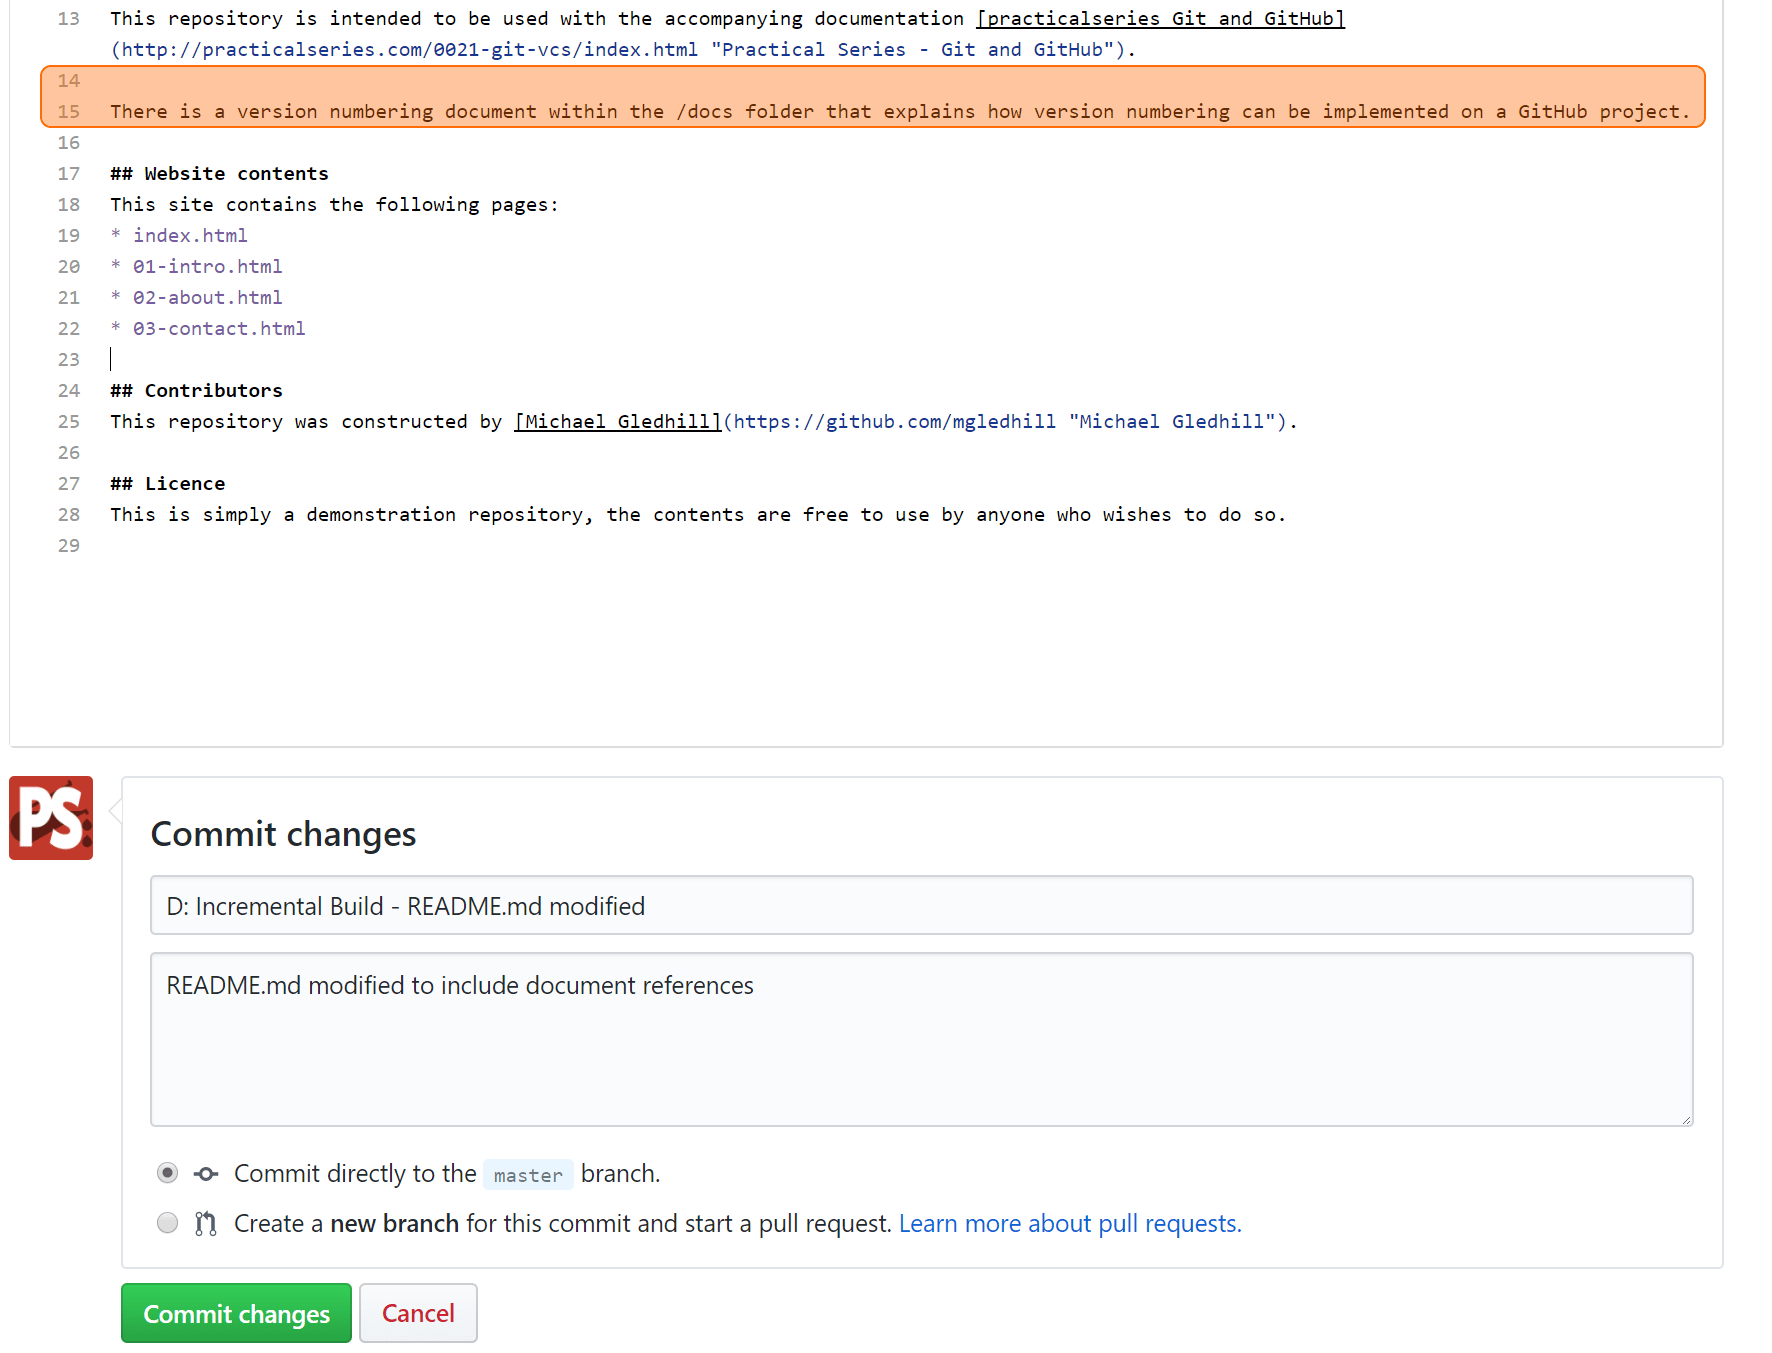 13 This repository is intended to be used with the accompanying documentation [practicalseries Git and GitHub]
(http://practicalseries.com/0021-git-vcs/index.html "Practical Series - Git and GitHub").
14
15 There is a version numbering document within the /docs folder that explains how version numbering can be implemented on a GitHub project.
16
17 ## Website contents
18 This site contains the following pages:
19 * index.html
20 * 01-intro.html
21 * 02-about.html
22 * 03-contact.html
23
24 ## Contributors
25 This repository was constructed by [Michael Gledhill](https://github.com/mgledhill "Michael Gledhill").
26
27 ## Licence
28 This is simply a demonstration repository, the contents are free to use by anyone who wishes to do so.
29
PS
Commit changes
D: Incremental Build - README.md modified
README.md modified to include document references
Commit directly to the master branch.
Create a new branch for this commit and start a pull request. Learn more about pull requests.
Commit changes Cancel